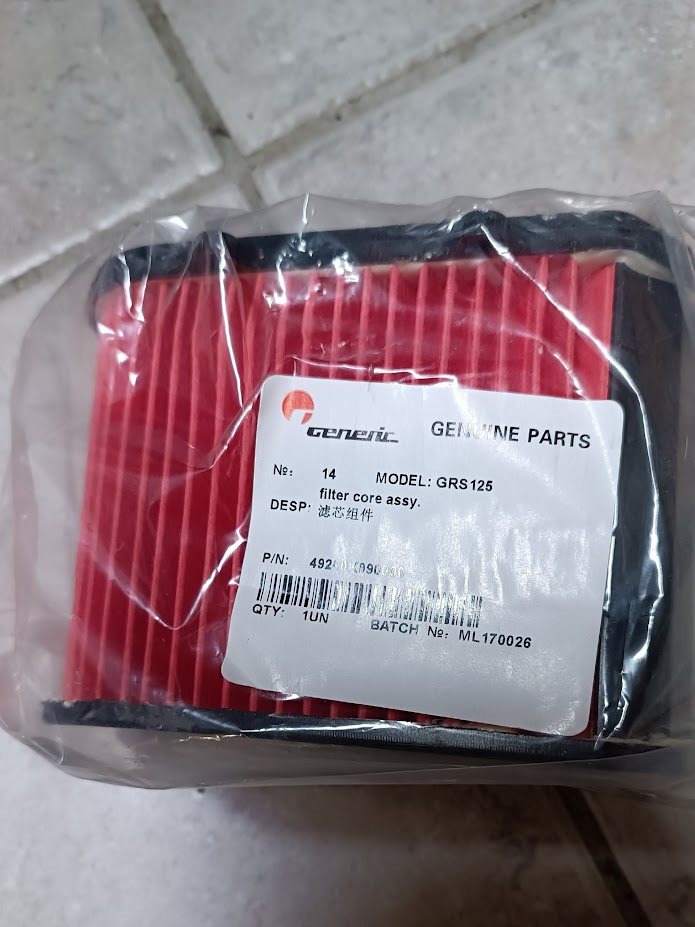 Generic GENUINE PARTS
№: 14 MODEL: GRS125
filter core assy.
DESP: 滤芯组件
P/N:
QTY: 1UN BATCH №: ML170026